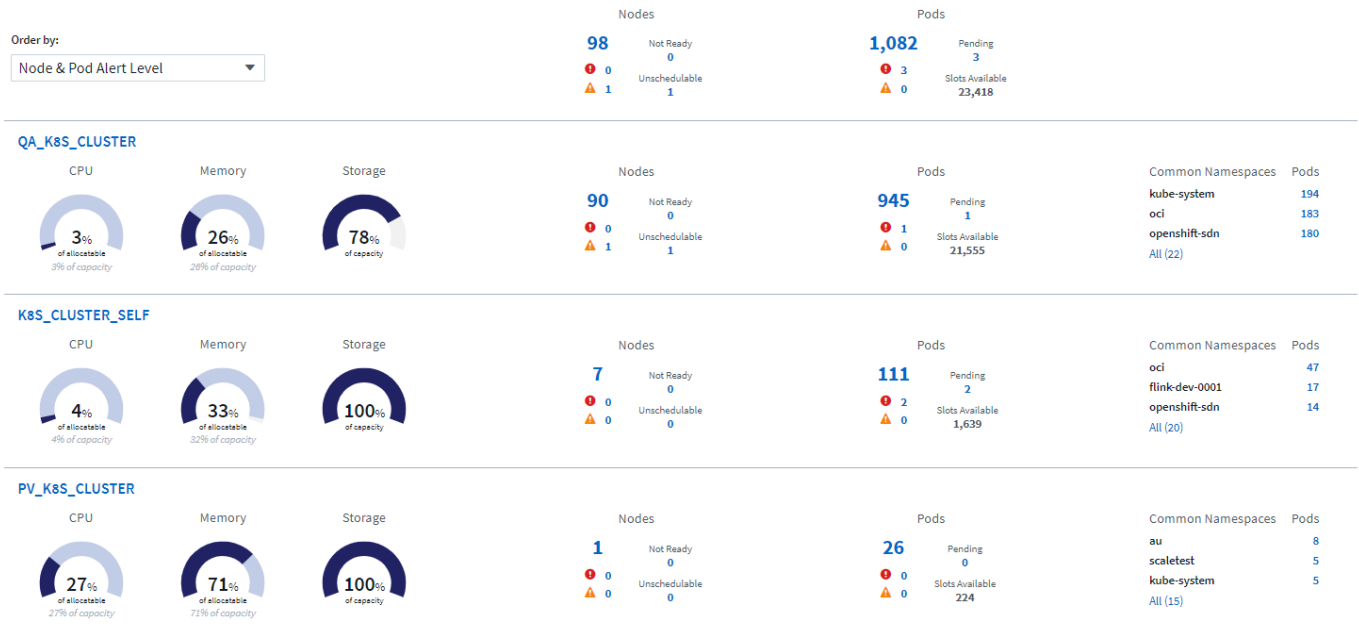 Nodes Pods
Order by:
98 Not Ready 1,082 Pending
0 3
Node & Pod Alert Level
0 3
Unschedulable Slots Available
1 1 0 23,418
QA_K8S_CLUSTER
CPU Memory Storage Nodes Pods Common Namespaces Pods
kube-system 194
90 Not Ready 945 Pending
0 1
oci 183
0 1
3% 26% 78% Unschedulable Slots Available openshift-sdn 180
1 1 0 21,555
of allocatable of allocatable of capacity All (22)
3% of capacity 26% of capacity
K8S_CLUSTER_SELF
CPU Memory Storage Nodes Pods Common Namespaces Pods
oci 47
7 Not Ready 111 Pending
0 2
flink-dev-0001 17
0 2
4% 33% 100% Unschedulable Slots Available openshift-sdn 14
0 0 0 1,639
of allocatable of allocatable of capacity All (20)
4% of capacity 32% of capacity
PV_K8S_CLUSTER
CPU Memory Storage Nodes Pods Common Namespaces Pods
au 8
1 Not Ready 26 Pending
0 0
scaletest 5
0 0
27% 71% 100% Unschedulable Slots Available kube-system 5
0 0 0 224
of allocatable of allocatable of capacity All (15)
27% of capacity 71% of capacity